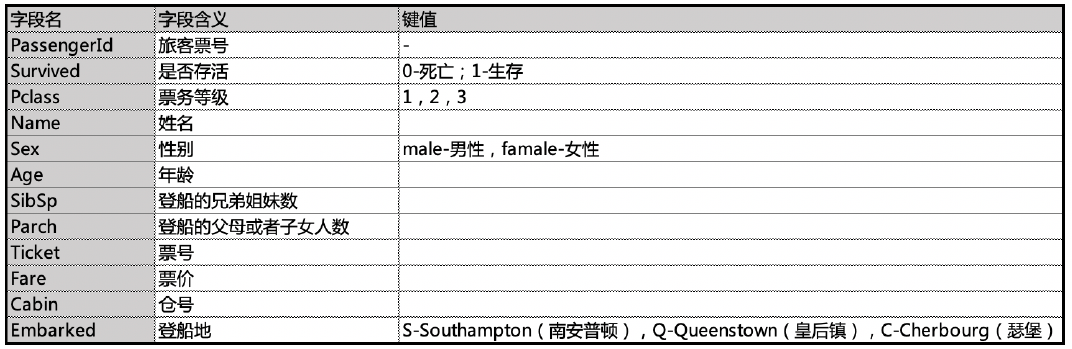 字段名 字段含义 键值
PassengerId 旅客票号 -
Survived 是否存活 0-死亡；1-生存
Pclass 票务等级 1，2，3
Name 姓名
Sex 性别 male-男性，famale-女性
Age 年龄
SibSp 登船的兄弟姐妹数
Parch 登船的父母或者子女人数
Ticket 票号
Fare 票价
Cabin 仓号
Embarked 登船地 S-Southampton（南安普顿），Q-Queenstown（皇后镇），C-Cherbourg（瑟堡）